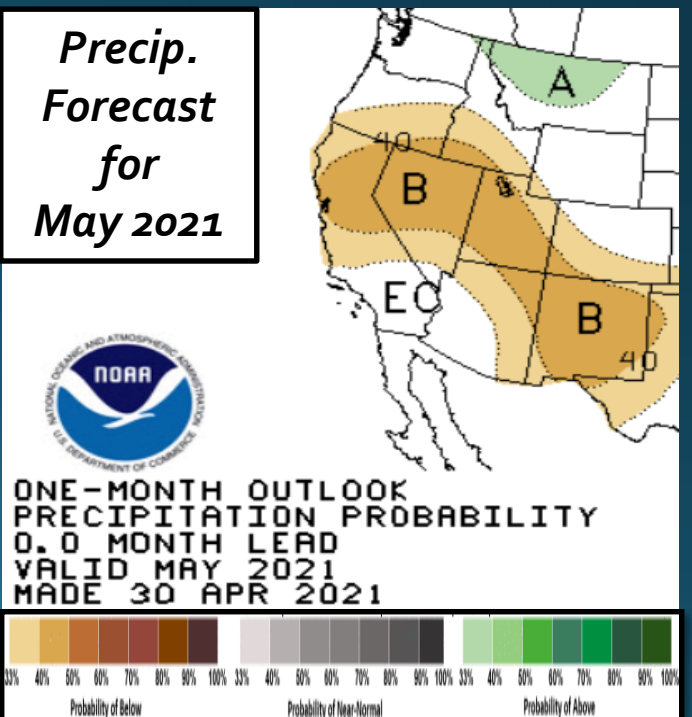 Precip.
Forecast
for
May 2021
A
40
B
EC
B
40
NATIONAL OCEANIC AND ATMOSPHERIC ADMINISTRATION
NOAA
U.S. DEPARTMENT OF COMMERCE
ONE-MONTH OUTLOOK
PRECIPITATION PROBABILITY
0.0 MONTH LEAD
VALID MAY 2021
MADE 30 APR 2021
33% 40% 50% 60% 70% 80% 90% 100% 33% 40% 50% 60% 70% 80% 90% 100% 33% 40% 50% 60% 70% 80% 90% 100%
Probability of Below Probability of Near-Normal Probability of Above